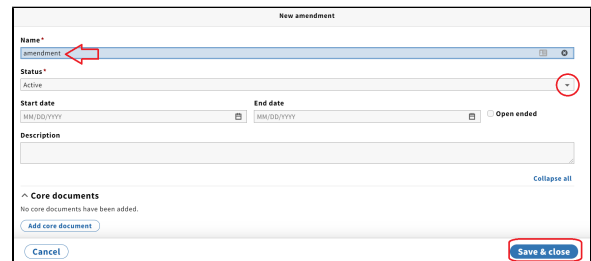 New amendment
Name*
amendment
Status*
Active
Start date End date
MM/DD/YYYY MM/DD/YYYY Open ended
Description
Collapse all
Core documents
No core documents have been added.
Add core document
Cancel Save & close